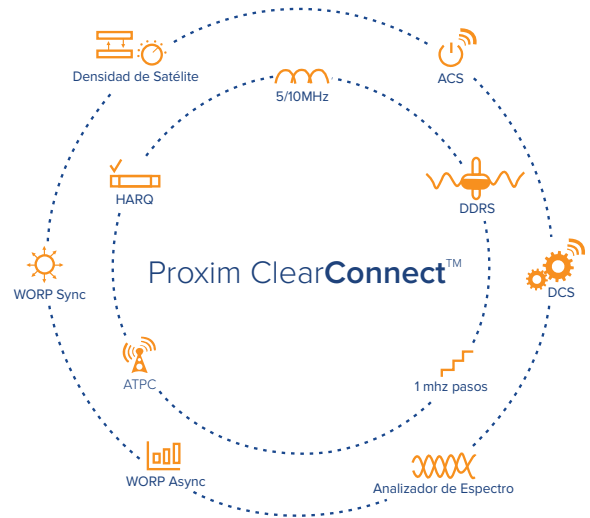 Densidad de Satélite
ACS
5/10MHz
HARQ
DDRS
Proxim ClearConnect™
WORP Sync
DCS
ATPC
1 mhz pasos
WORP Async
Analizador de Espectro